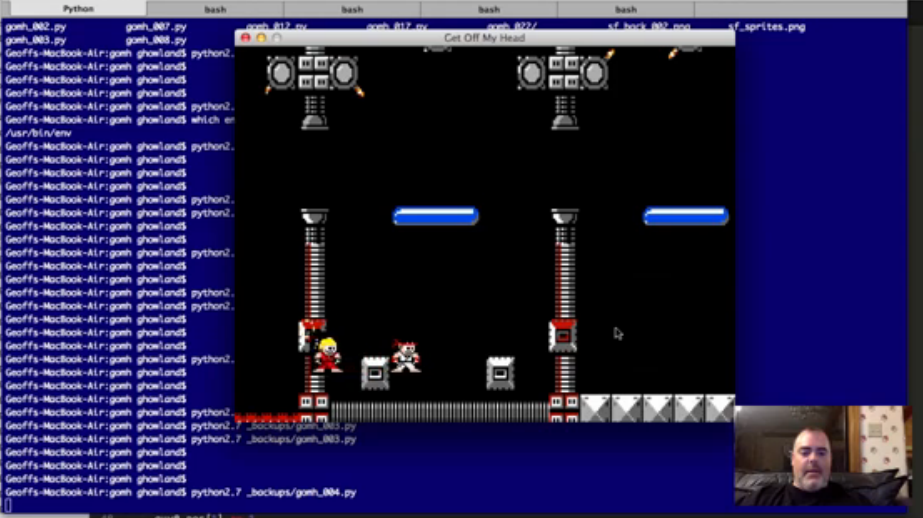 Python bash bash bash bash
gomh_002.py gomh_007.py gomh_012.py gomh_017.py gomh_022/ sf_back_002.png sf_sprites.png
gomh_003.py gomh_008.py
Get Off My Head
Geoffs-MacBook-Air:gomh ghowland$ python2.
Geoffs-MacBook-Air:gomh ghowland$
Geoffs-MacBook-Air:gomh ghowland$
Geoffs-MacBook-Air:gomh ghowland$
Geoffs-MacBook-Air:gomh ghowland$ python2.
Geoffs-MacBook-Air:gomh ghowland$ which en
/usr/bin/env
Geoffs-MacBook-Air:gomh ghowland$ python2.
Geoffs-MacBook-Air:gomh ghowland$
Geoffs-MacBook-Air:gomh ghowland$
Geoffs-MacBook-Air:gomh ghowland$
Geoffs-MacBook-Air:gomh ghowland$ python2.
Geoffs-MacBook-Air:gomh ghowland$ python2.
Geoffs-MacBook-Air:gomh ghowland$
Geoffs-MacBook-Air:gomh ghowland$
Geoffs-MacBook-Air:gomh ghowland$ python2.
Geoffs-MacBook-Air:gomh ghowland$
Geoffs-MacBook-Air:gomh ghowland$ python2.
Geoffs-MacBook-Air:gomh ghowland$ python2.
Geoffs-MacBook-Air:gomh ghowland$
Geoffs-MacBook-Air:gomh ghowland$
Geoffs-MacBook-Air:gomh ghowland$
Geoffs-MacBook-Air:gomh ghowland$ python2.
Geoffs-MacBook-Air:gomh ghowland$
Geoffs-MacBook-Air:gomh ghowland$
Geoffs-MacBook-Air:gomh ghowland$
Geoffs-MacBook-Air:gomh ghowland$ python2.
Geoffs-MacBook-Air:gomh ghowland$ python2.7 _backups/gomh_003.py
Geoffs-MacBook-Air:gomh ghowland$ python2.7 _backups/gomh_003.py
Geoffs-MacBook-Air:gomh ghowland$
Geoffs-MacBook-Air:gomh ghowland$
Geoffs-MacBook-Air:gomh ghowland$
Geoffs-MacBook-Air:gomh ghowland$
Geoffs-MacBook-Air:gomh ghowland$ python2.7 _backups/gomh_004.py